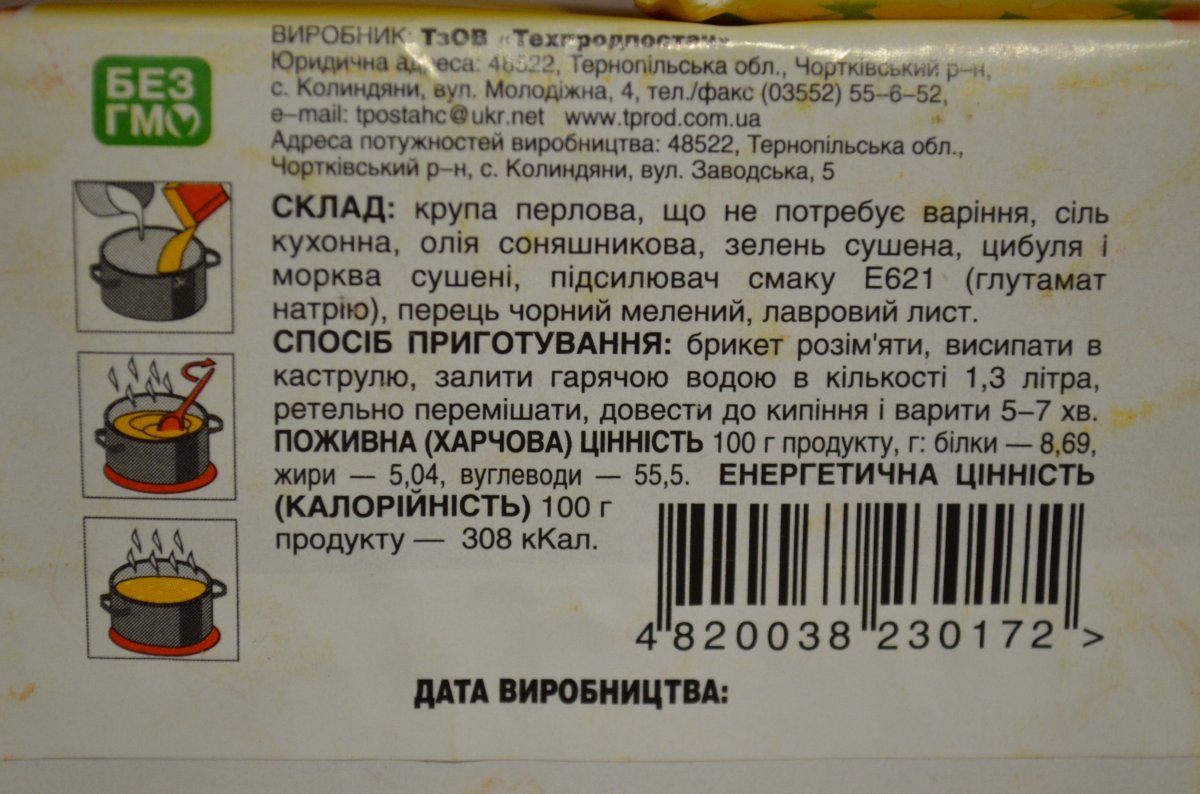 БЕЗ
ГМО
ВИРОБНИК: ТзОВ «Техпродпостач»
Юридична адреса: 48522, Тернопільська обл., Чортківський р–н,
с. Колиндяни, вул. Молодіжна, 4, тел./факс (03552) 55–6–52,
e–mail: tpostahc@ukr.net www.tprod.com.ua
Адреса потужностей виробництва: 48522, Тернопільська обл.,
Чортківський р–н, с. Колиндяни, вул. Заводська, 5
СКЛАД: крупа перлова, що не потребує варіння, сіль
кухонна, олія соняшникова, зелень сушена, цибуля і
морква сушені, підсилювач смаку Е621 (глутамат
натрію), перець чорний мелений, лавровий лист.
СПОСІБ ПРИГОТУВАННЯ: брикет розім'яти, висипати в
каструлю, залити гарячою водою в кількості 1,3 літра,
ретельно перемішати, довести до кипіння і варити 5–7 хв.
ПОЖИВНА (ХАРЧОВА) ЦІННІСТЬ 100 г продукту, г: білки — 8,69,
жири — 5,04, вуглеводи — 55,5. ЕНЕРГЕТИЧНА ЦІННІСТЬ
(КАЛОРІЙНІСТЬ) 100 г
продукту — 308 кКал.
4 820038 230172 >
ДАТА ВИРОБНИЦТВА: